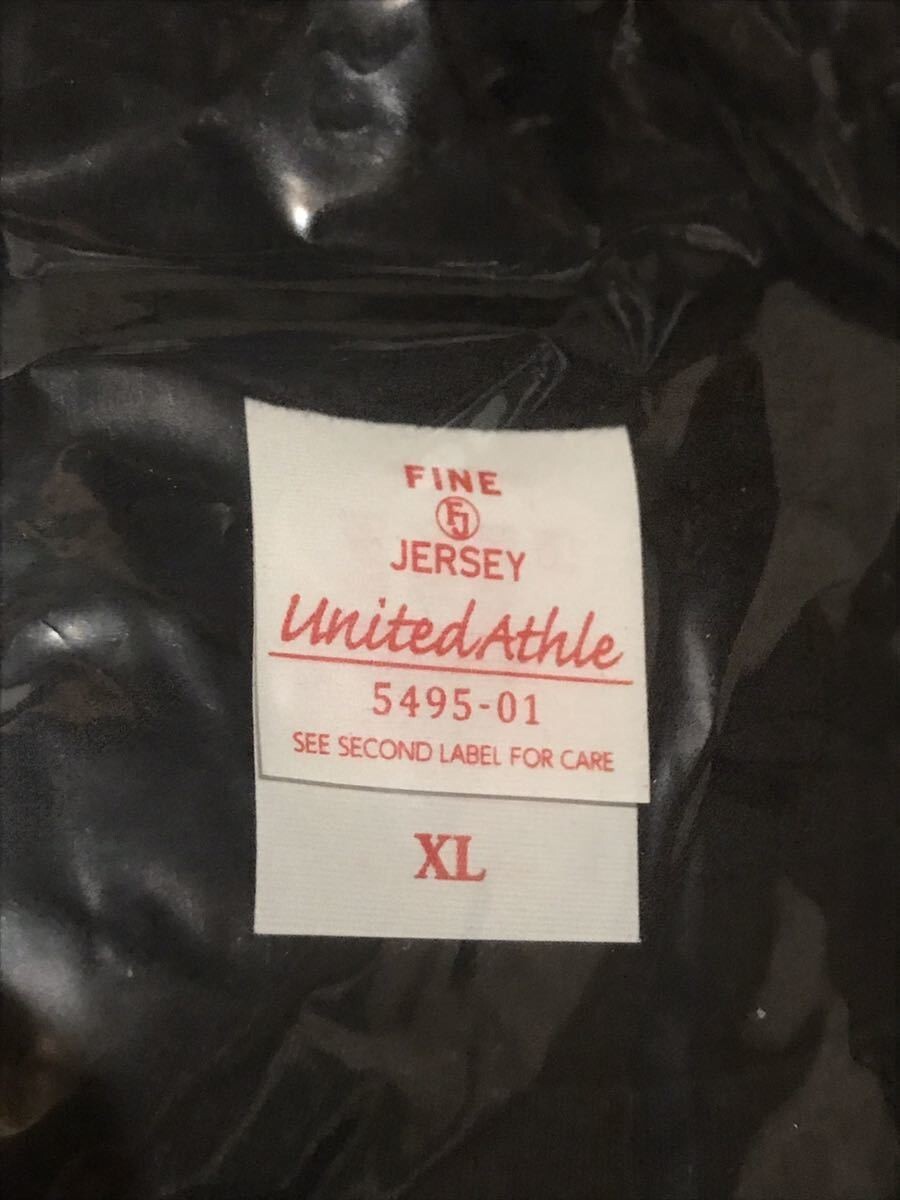 FINE
FJ
JERSEY
UnitedAthle
5495-01
SEE SECOND LABEL FOR CARE
XL